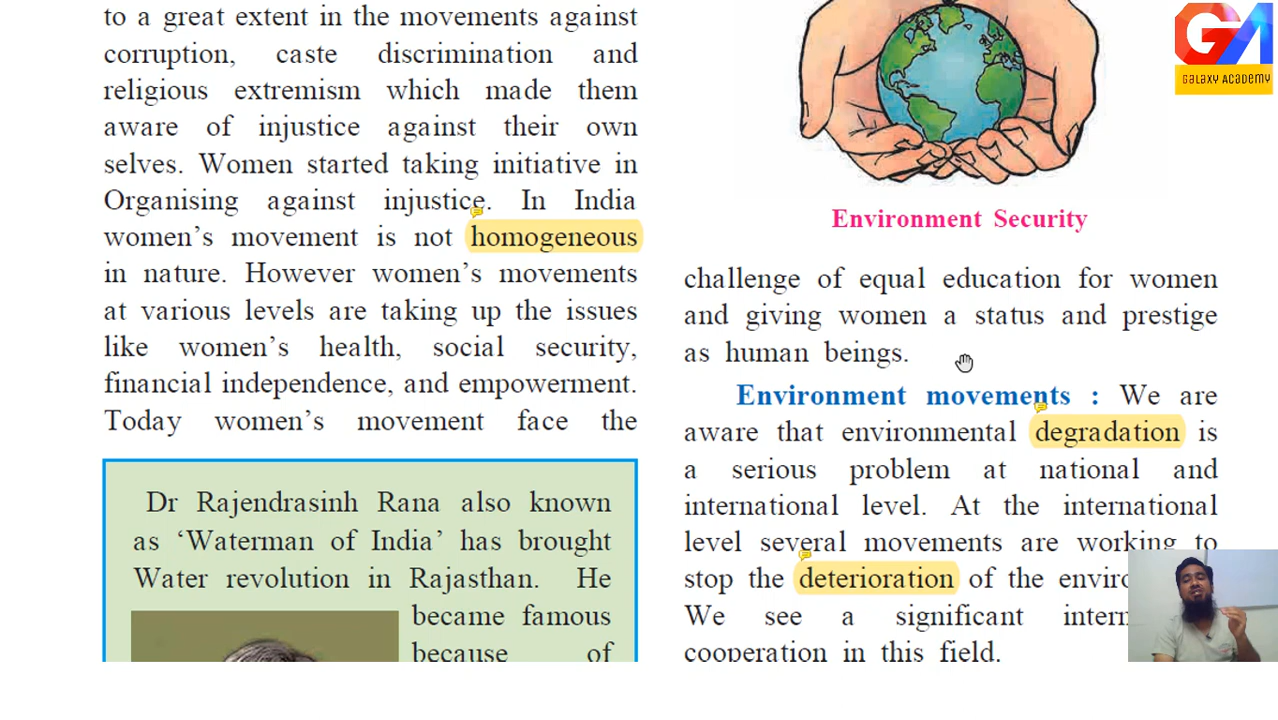 to a great extent in the movements against
corruption, caste discrimination and
religious extremism which made them
aware of injustice against their own
selves. Women started taking initiative in
Organising against injustice. In India
women's movement is not homogeneous
in nature. However women's movements
at various levels are taking up the issues
like women's health, social security,
financial independence, and empowerment.
Today women's movement face the
Dr Rajendrasinh Rana also known
as ‘Waterman of India’ has brought
Water revolution in Rajasthan. He
became famous
because of
Environment Security
challenge of equal education for women
and giving women a status and prestige
as human beings.
Environment movements : We are
aware that environmental degradation is
a serious problem at national and
international level. At the international
level several movements are working to
stop the deterioration of the
We see a significant
cooperation in this field.
GA
GALAXY ACADEMY